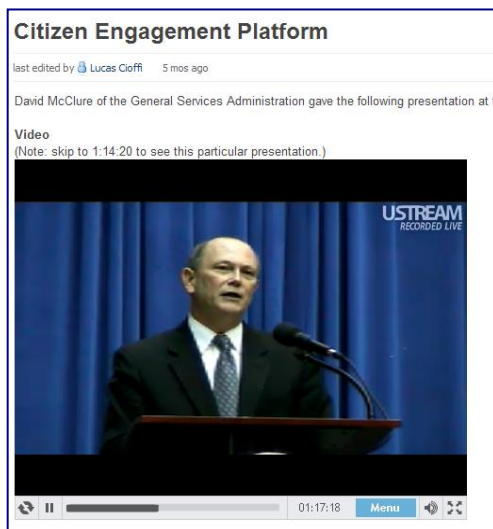 Citizen Engagement Platform
last edited by Lucas Cioffi 5 mos ago
David McClure of the General Services Administration gave the following presentation at
Video
(Note: skip to 1:14:20 to see this particular presentation.)
USTREAM
RECORDED LIVE
01:17:18 Menu